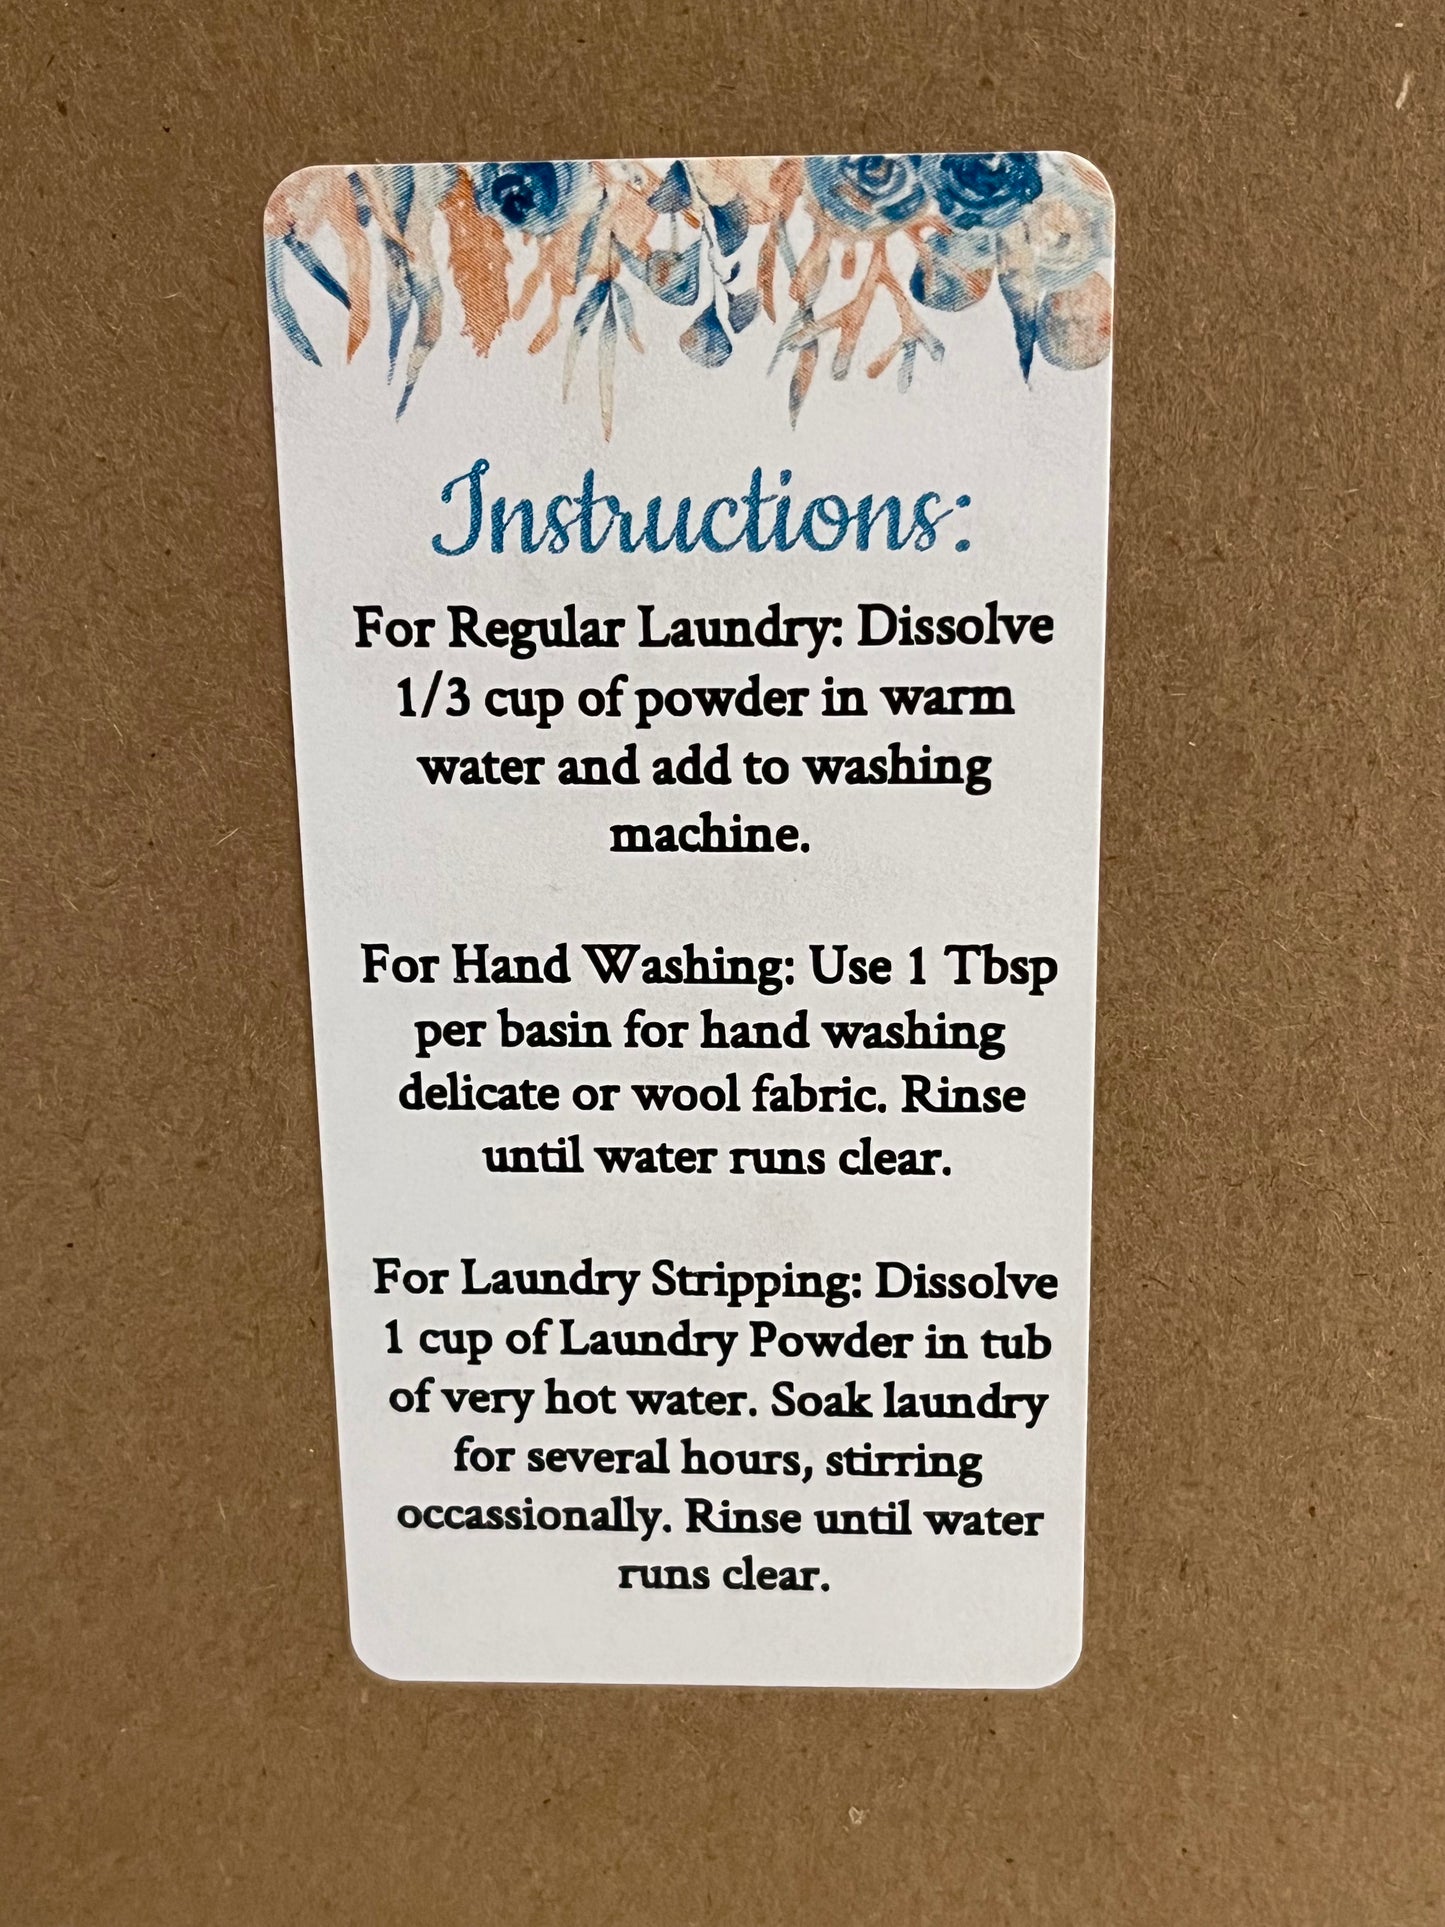 Instructions:
For Regular Laundry: Dissolve
1/3 cup of powder in warm
water and add to washing
machine.
For Hand Washing: Use 1 Tbsp
per basin for hand washing
delicate or wool fabric. Rinse
until water runs clear.
For Laundry Stripping: Dissolve
1 cup of Laundry Powder in tub
of very hot water. Soak laundry
for several hours, stirring
occassionally. Rinse until water
runs clear.